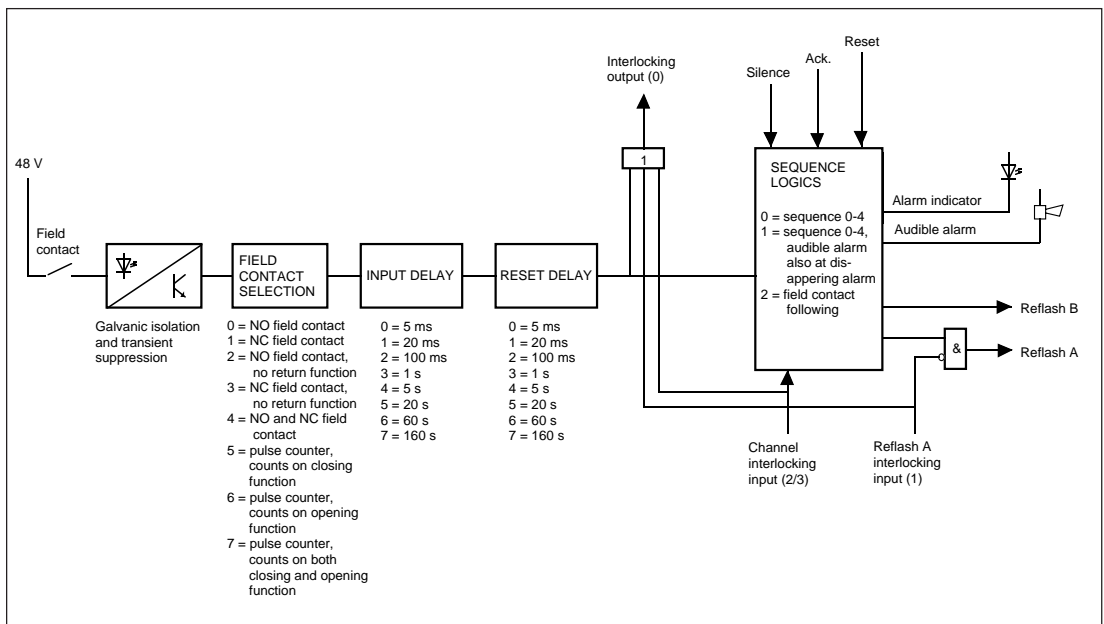 Reset
Ack.
Silence
Interlocking
output (0)
48 V
1
SEQUENCE
LOGICS
0 = sequence 0-4
1 = sequence 0-4,
audible alarm
also at dis-
appering alarm
2 = field contact
following
Alarm indicator
Audible alarm
Field
contact
FIELD
CONTACT
SELECTION
INPUT DELAY
RESET DELAY
Reflash B
&
Reflash A
Galvanic isolation
and transient
suppression
0 = NO field contact
1 = NC field contact
2 = NO field contact,
no return function
3 = NC field contact,
no return function
4 = NO and NC field
contact
5 = pulse counter,
counts on closing
function
6 = pulse counter,
counts on opening
function
7 = pulse counter,
counts on both
closing and opening
function
0 = 5 ms
1 = 20 ms
2 = 100 ms
3 = 1 s
4 = 5 s
5 = 20 s
6 = 60 s
7 = 160 s
0 = 5 ms
1 = 20 ms
2 = 100 ms
3 = 1 s
4 = 5 s
5 = 20 s
6 = 60 s
7 = 160 s
Channel
interlocking
input (2/3)
Reflash A
interlocking
input (1)